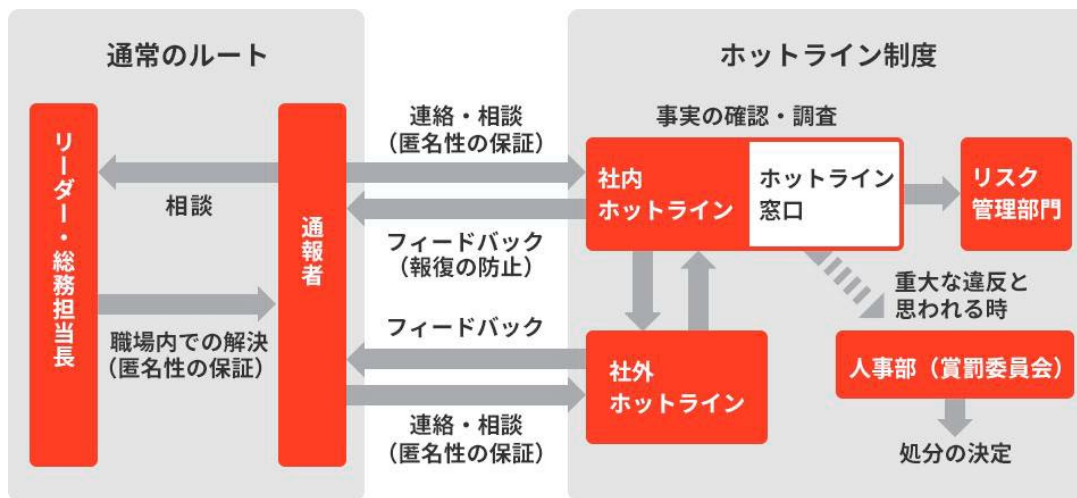 通常のルート
リーダー・総務担当長
相談
職場内での解決
（匿名性の保証）
通報者
連絡・相談
（匿名性の保証）
フィードバック
（報復の防止）
フィードバック
連絡・相談
（匿名性の保証）
ホットライン制度
事実の確認・調査
社内
ホットライン
ホットライン
窓口
リスク
管理部門
重大な違反と
思われる時
社外
ホットライン
人事部（賞罰委員会）
処分の決定